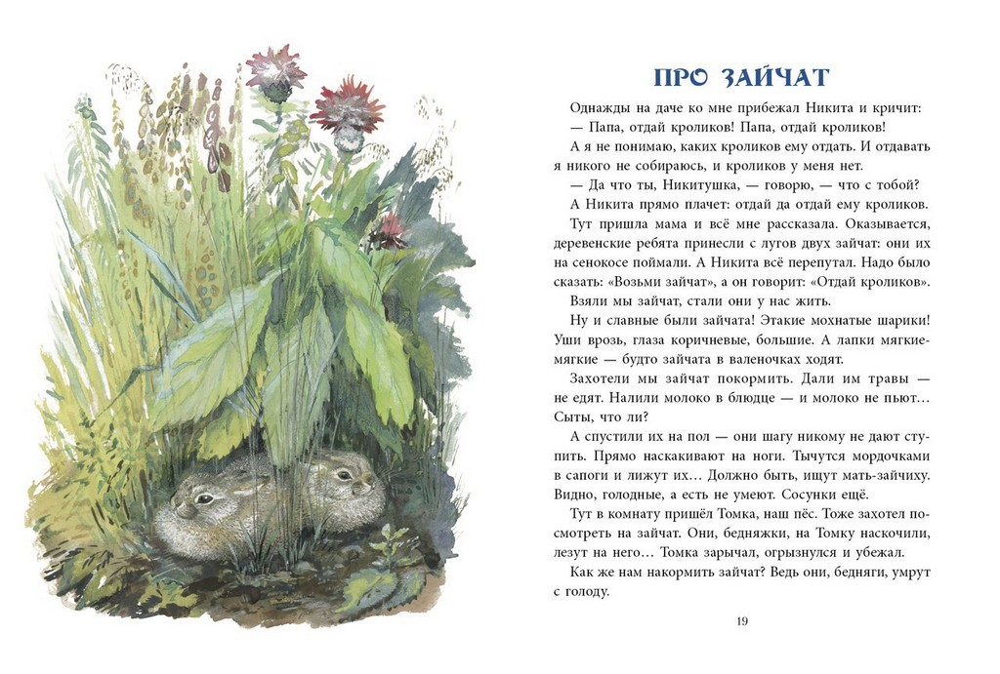 ПРО ЗАЙЧАТ
Однажды на даче ко мне прибежал Никита и кричит:
— Папа, отдай кроликов! Папа, отдай кроликов!
А я не понимаю, каких кроликов ему отдать. И отдавать
я никого не собираюсь, и кроликов у меня нет.
— Да что ты, Никитушка, — говорю, — что с тобой?
А Никита прямо плачет: отдай да отдай ему кроликов.
Тут пришла мама и всё мне рассказала. Оказывается,
деревенские ребята принесли с лугов двух зайчат: они их
на сенокосе поймали. А Никита всё перепутал. Надо было
сказать: «Возьми зайчат», а он говорит: «Отдай кроликов».
Взяли мы зайчат, стали они у нас жить.
Ну и славные были зайчата! Этакие мохнатые шарики!
Уши врозь, глаза коричневые, большие. А лапки мягкие-
мягкие — будто зайчата в валеночках ходят.
Захотели мы зайчат покормить. Дали им травы —
не едят. Налили молоко в блюдце — и молоко не пьют…
Сыты, что ли?
А спустили их на пол — они шагу никому не дают сту-
пить. Прямо наскакивают на ноги. Тычутся мордочками
в сапоги и лижут их… Должно быть, ищут мать-зайчиху.
Видно, голодные, а есть не умеют. Сосунки ещё.
Тут в комнату пришёл Томка, наш пёс. Тоже захотел по-
смотреть на зайчат. Они, бедняжки, на Томку наскочили,
лезут на него… Томка зарычал, огрызнулся и убежал.
Как же нам накормить зайчат? Ведь они, бедняги, умрут
с голоду.
19